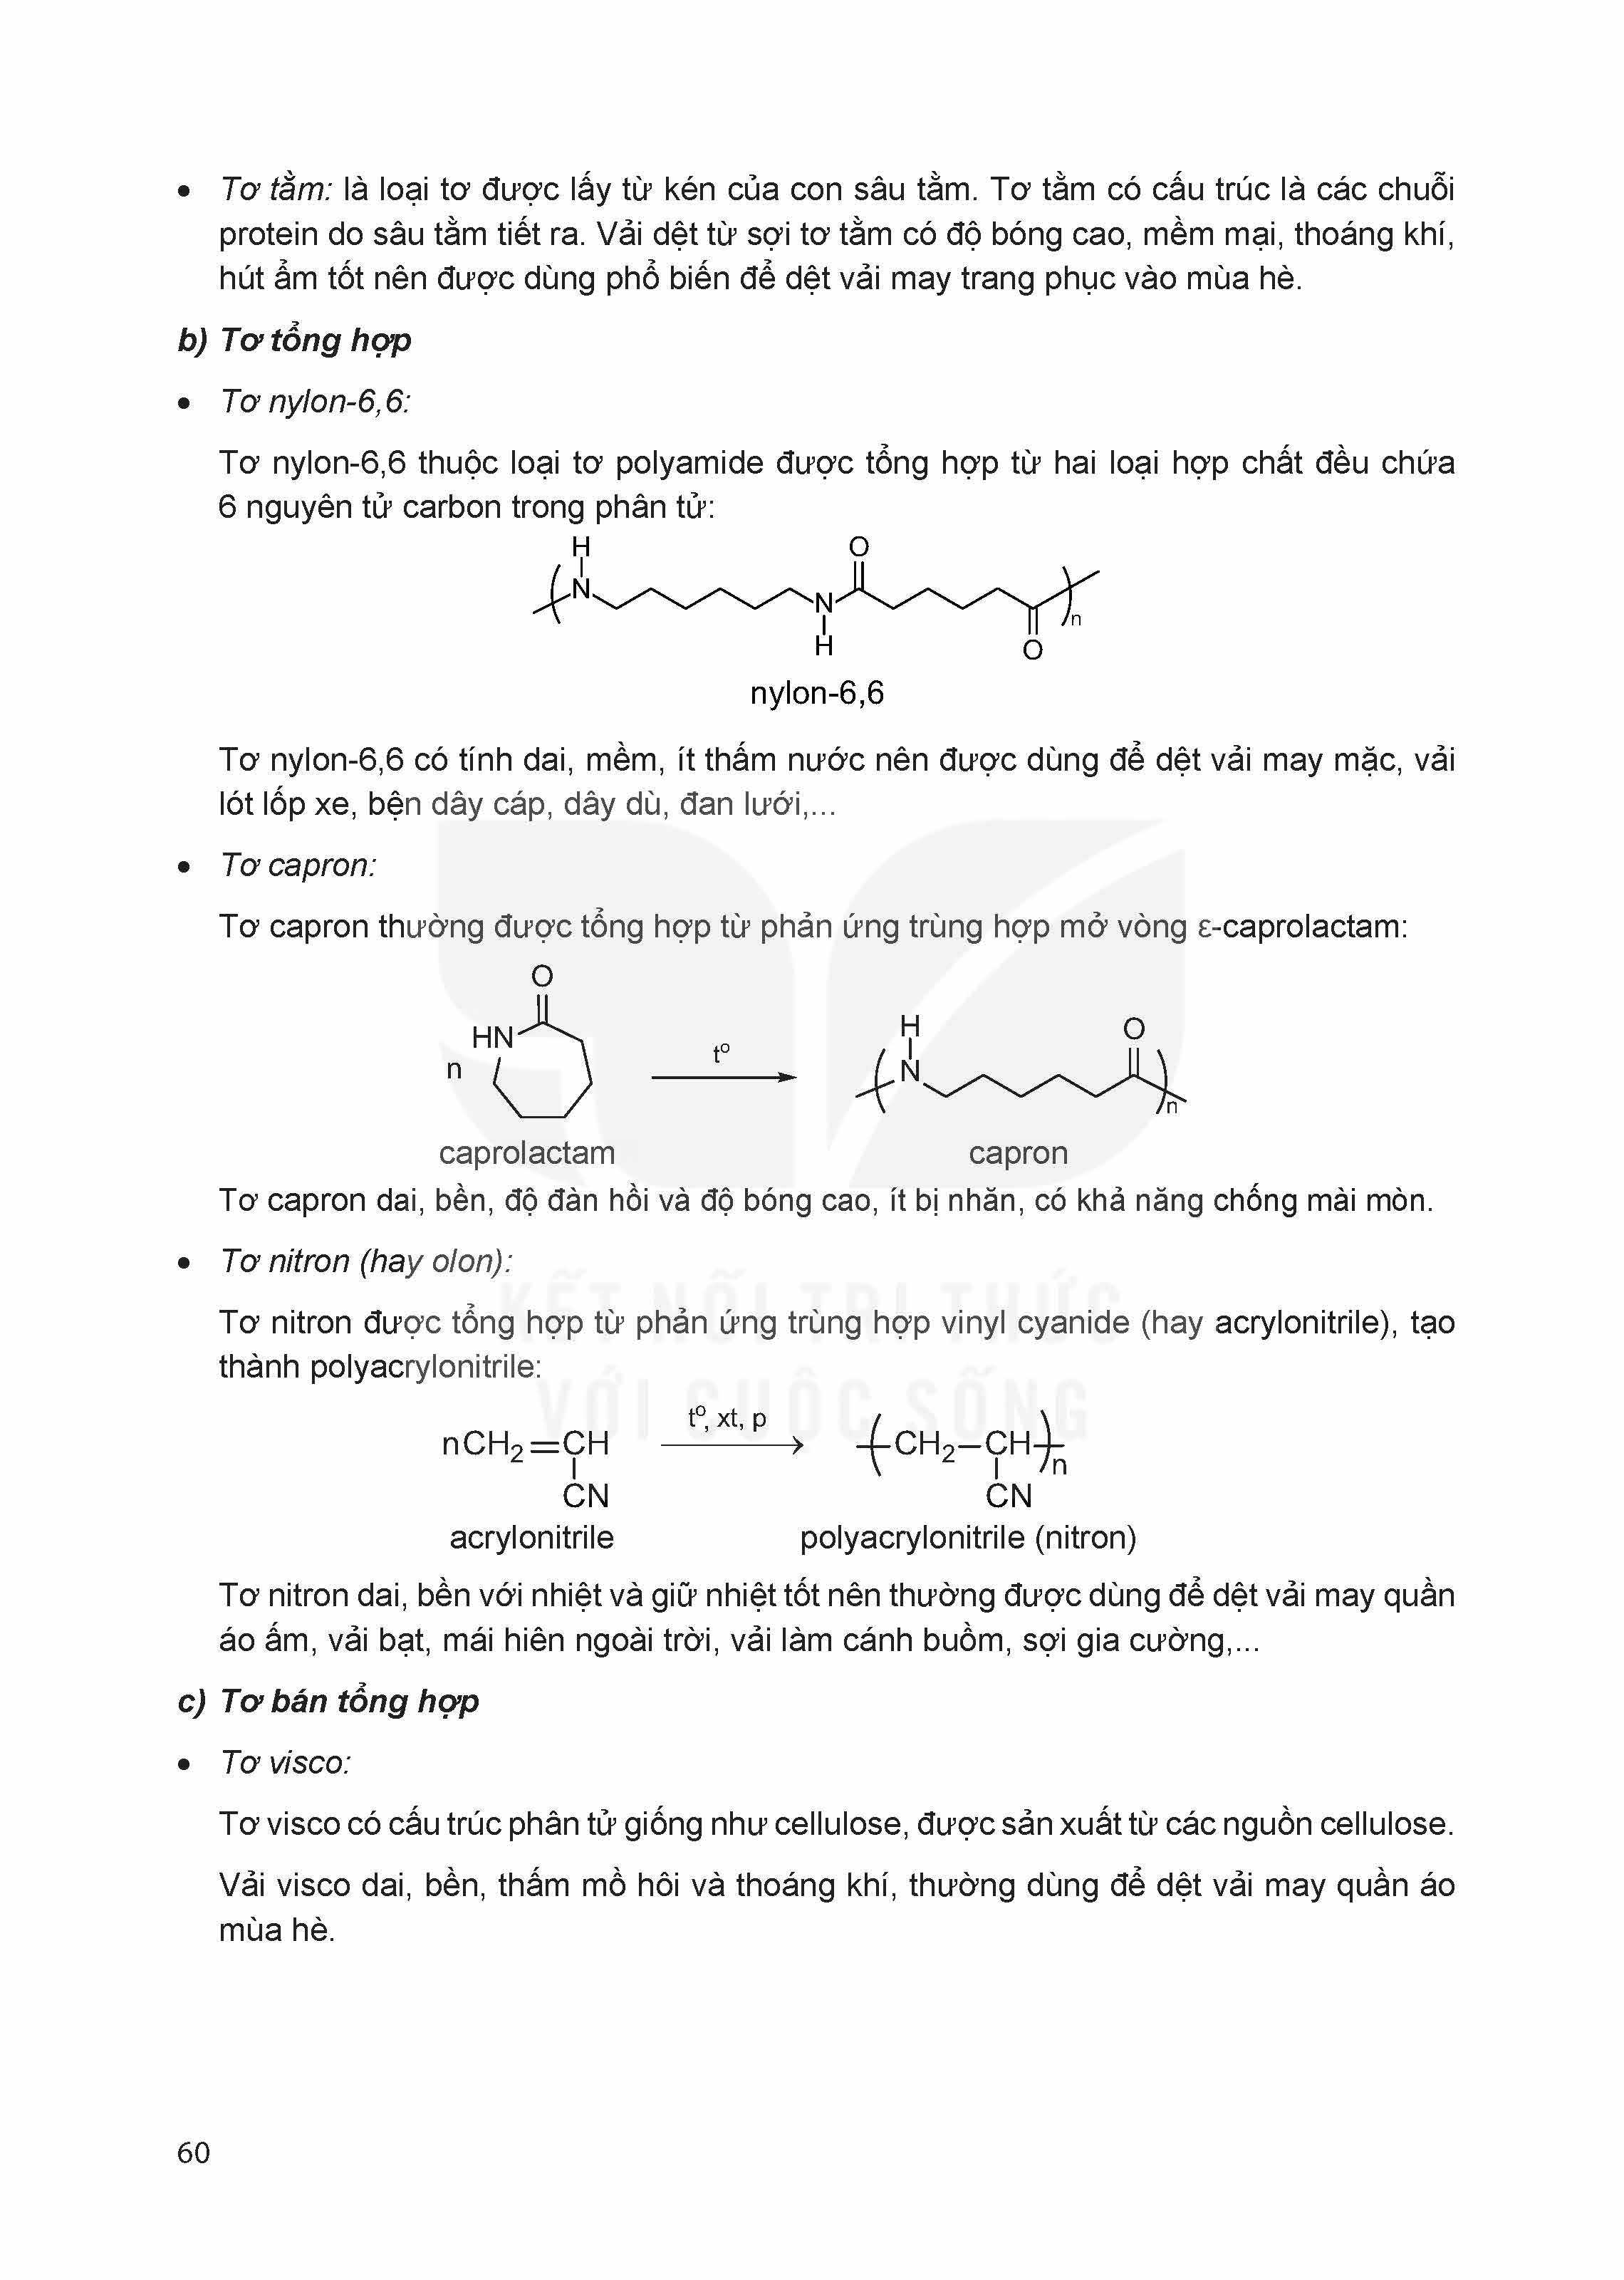 • Tơ tằm: là loại tơ được lấy từ kén của con sâu tằm. Tơ tằm có cấu trúc là các chuỗi
protein do sâu tằm tiết ra. Vải dệt từ sợi tơ tằm có độ bóng cao, mềm mại, thoáng khí,
hút ẩm tốt nên được dùng phổ biến để dệt vải may trang phục vào mùa hè.
b) Tơ tổng hợp
• Tơ nylon-6,6:
Tơ nylon-6,6 thuộc loại tơ polyamide được tổng hợp từ hai loại hợp chất đều chứa
6 nguyên tử carbon trong phân tử:
H O
N N n
H O
nylon-6,6
Tơ nylon-6,6 có tính dai, mềm, ít thấm nước nên được dùng để dệt vải may mặc, vải
lót lốp xe, bện dây cáp, dây dù, đan lưới,...
• Tơ capron:
Tơ capron thường được tổng hợp từ phản ứng trùng hợp mở vòng ε-caprolactam:
O
HN H O
n tº N n
caprolactam capron
Tơ capron dai, bền, độ đàn hồi và độ bóng cao, ít bị nhăn, có khả năng chống mài mòn.
• Tơ nitron (hay olon):
KẾT NỐI TRI THỨC
Tơ nitron được tổng hợp từ phản ứng trùng hợp vinyl cyanide (hay acrylonitrile), tạo
thành polyacrylonitrile:
VỚI CUỘC SỐNG
tº, xt, p
nCH₂=CH (CH₂–CH)n
CN CN
acrylonitrile polyacrylonitrile (nitron)
Tơ nitron dai, bền với nhiệt và giữ nhiệt tốt nên thường được dùng để dệt vải may quần
áo ấm, vải bạt, mái hiên ngoài trời, vải làm cánh buồm, sợi gia cường,...
c) Tơ bán tổng hợp
• Tơ visco:
Tơ visco có cấu trúc phân tử giống như cellulose, được sản xuất từ các nguồn cellulose.
Vải visco dai, bền, thấm mồ hôi và thoáng khí, thường dùng để dệt vải may quần áo
mùa hè.
60